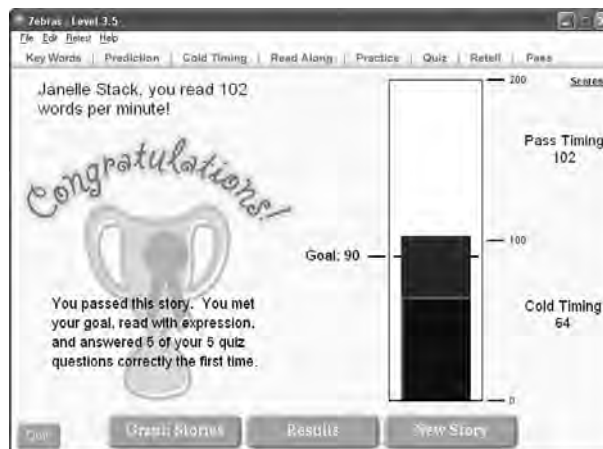 Zebras - Level 3.5
File Edit Retest Help
Key Words | Prediction | Cold Timing | Read Along | Practice | Quiz | Retell | Pass
Janelle Stack, you read 102
words per minute!
Scores
200
Pass Timing
102
Congratulations!
100
Goal: 90
You passed this story. You met
your goal, read with expression,
and answered 5 of your 5 quiz
questions correctly the first time.
Cold Timing
64
0
Quit
Graph Stories
Results
New Story